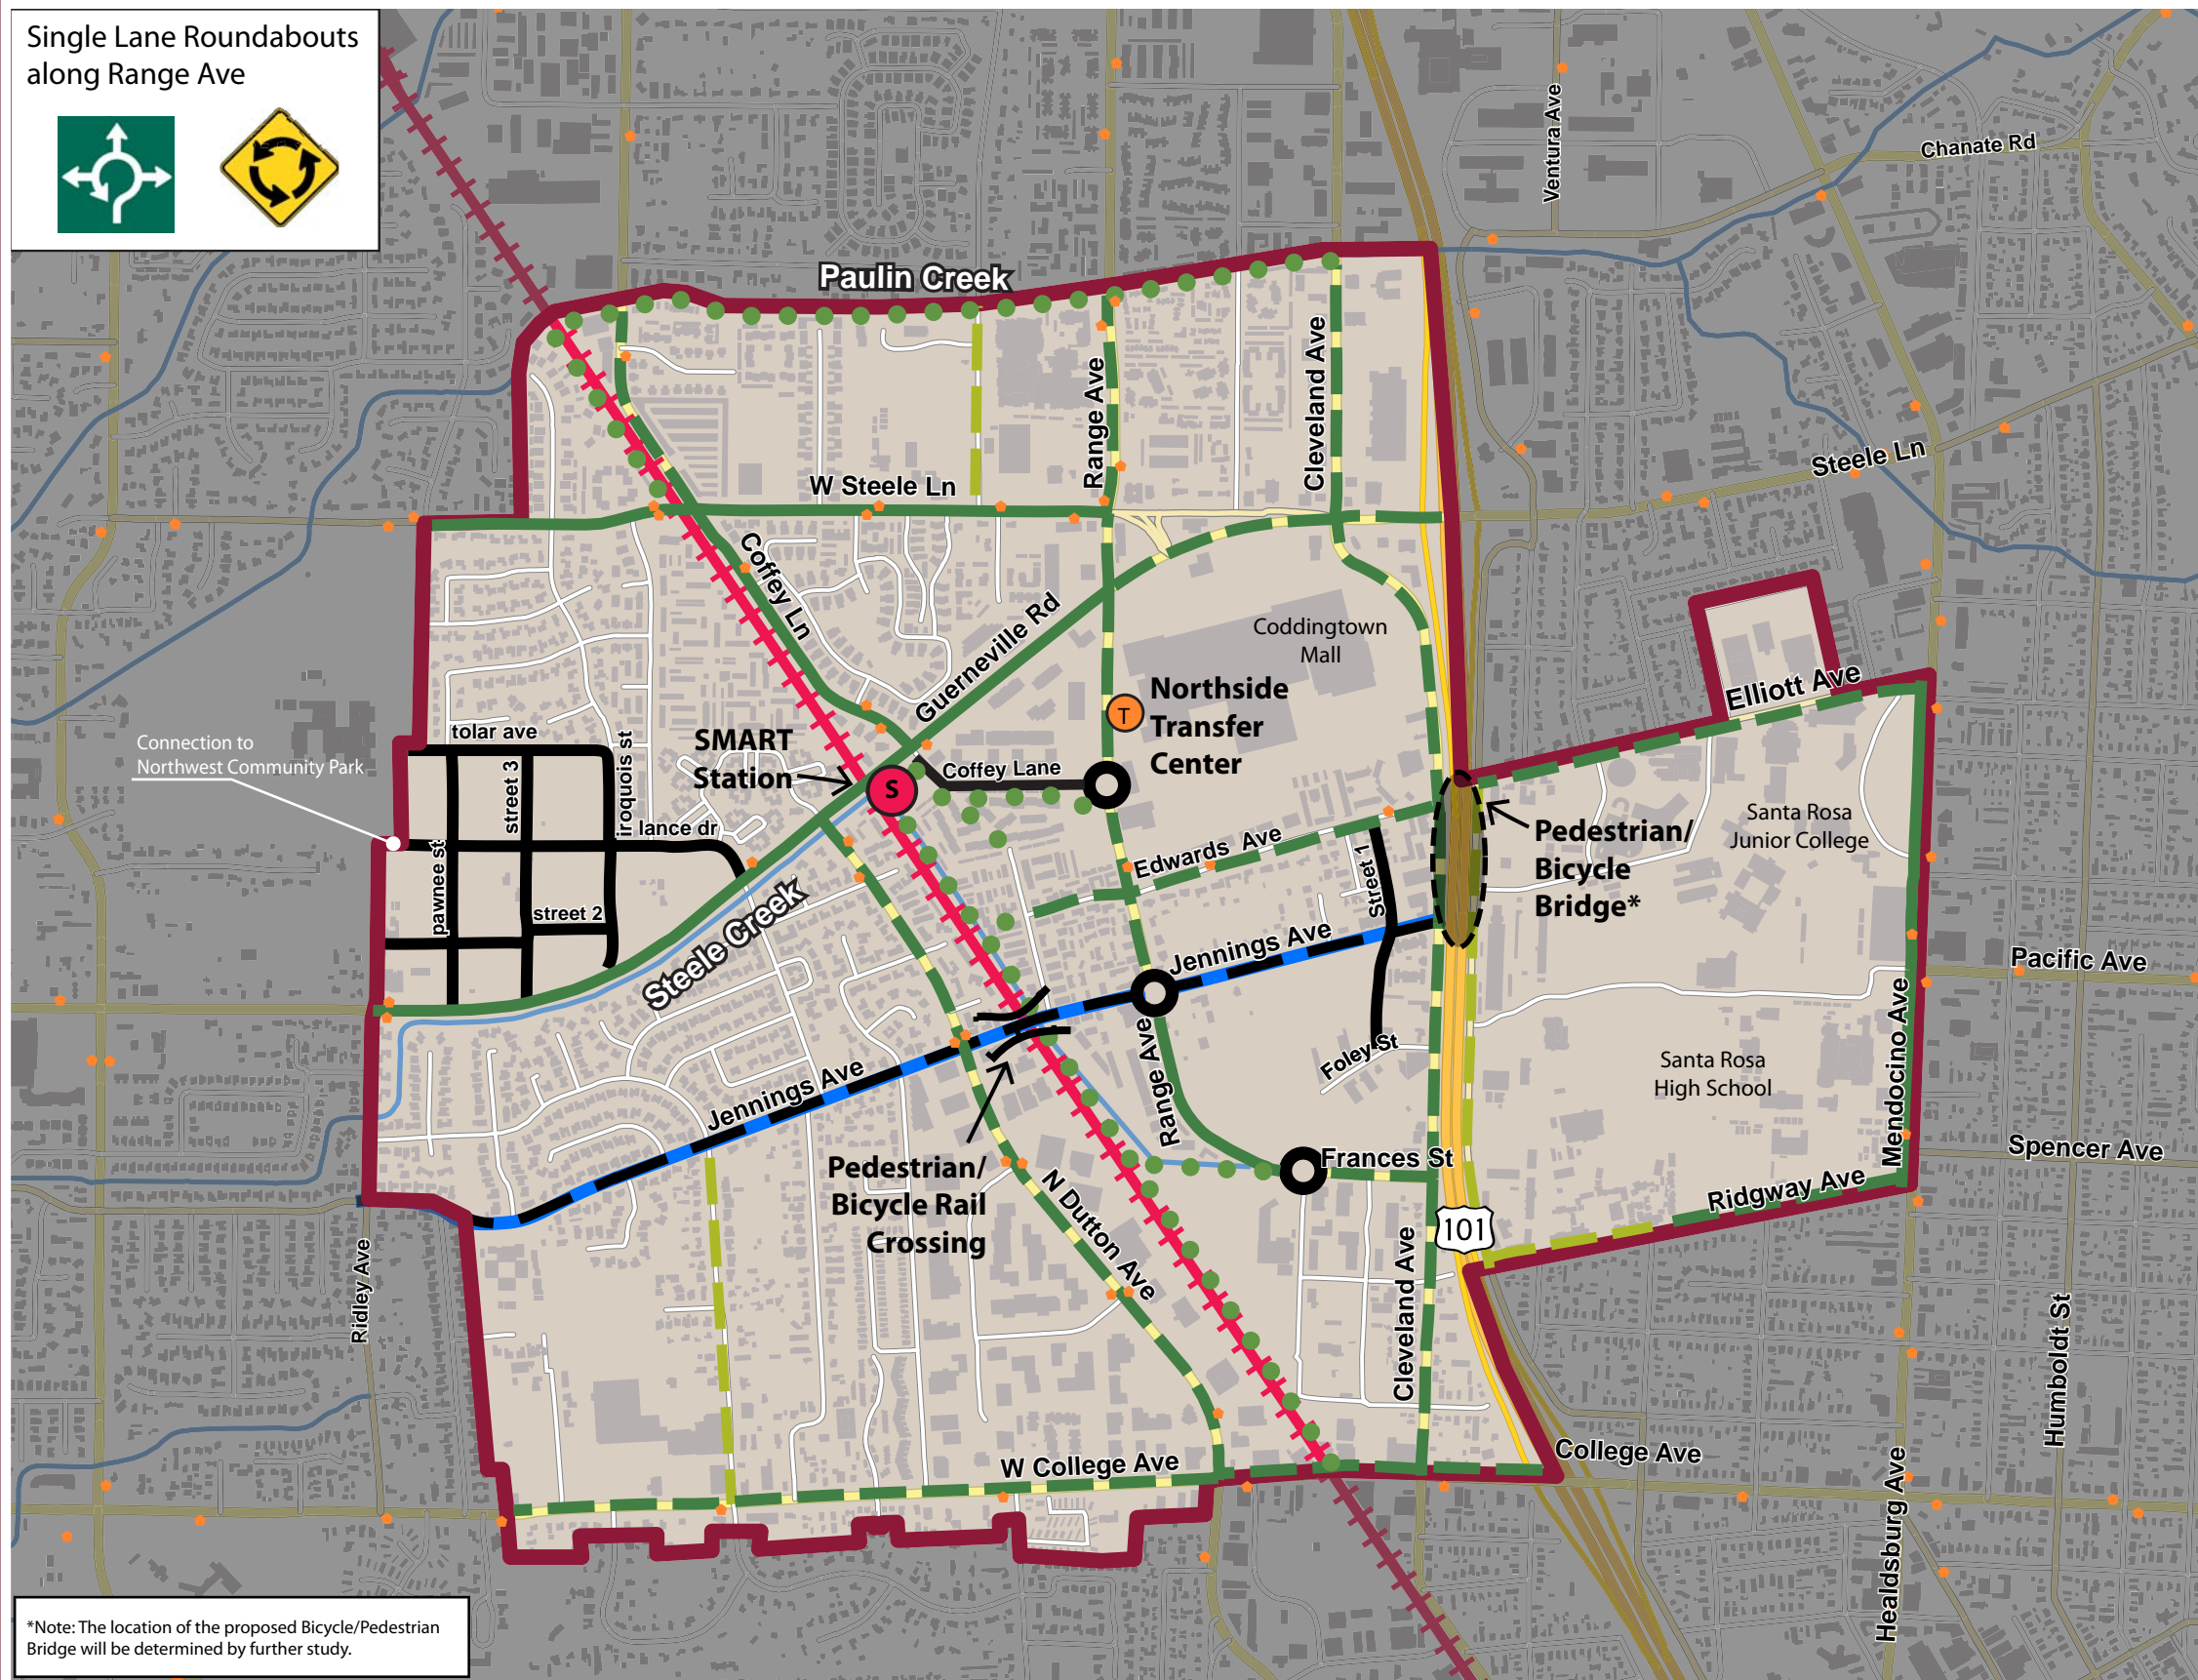 Single Lane Roundabouts
along Range Ave
Ventura Ave
Chanate Rd
Paulin Creek
Range Ave
Cleveland Ave
Steele Ln
W Steele Ln
Coffey Ln
Guerneville Rd
Coddingtown
Mall
Elliott Ave
Northside
Transfer
Center
T
tolar ave
Connection to
Northwest Community Park
street 3
iroquois st
SMART
Station
S
Coffey Lane
lance dr
pawnee st
street 2
Edwards Ave
Street 1
Pedestrian/
Bicycle
Bridge*
Santa Rosa
Junior College
Steele Creek
Jennings Ave
Pacific Ave
Mendocino Ave
Range Ave
Foley St
Santa Rosa
High School
Jennings Ave
Frances St
Spencer Ave
Pedestrian/
Bicycle Rail
Crossing
N Dutton Ave
Ridgway Ave
101
Ridley Ave
Cleveland Ave
Humboldt St
W College Ave
College Ave
Healdsburg Ave
*Note: The location of the proposed Bicycle/Pedestrian
Bridge will be determined by further study.